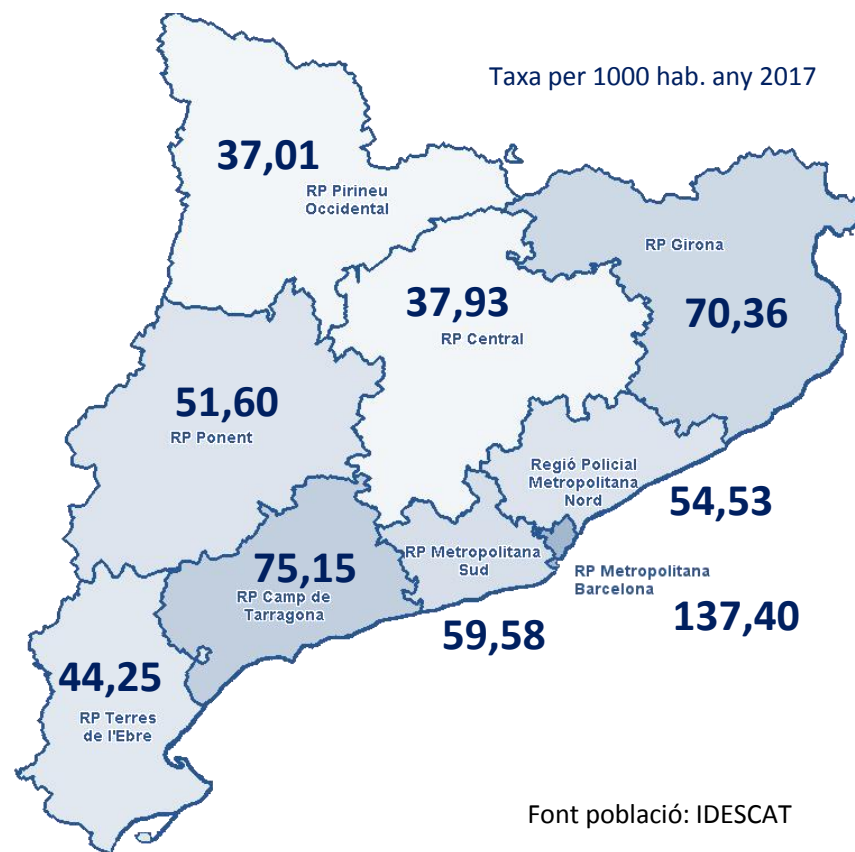 Taxa per 1000 hab. any 2017
37,01
RP Pirineu
Occidental
RP Girona
70,36
37,93
RP Central
51,60
RP Ponent
Regió Policial
Metropolitana
Nord
54,53
RP Metropolitana
Sud
59,58
RP Metropolitana
Barcelona
137,40
75,15
RP Camp de
Tarragona
44,25
RP Terres
de l'Ebre
Font població: IDESCAT